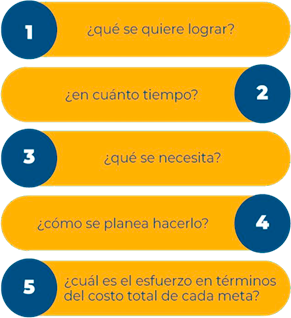 1 ¿qué se quiere lograr?
¿en cuánto tiempo? 2
3 ¿qué se necesita?
¿cómo se planea hacerlo? 4
5 ¿cuál es el esfuerzo en términos
del costo total de cada meta?